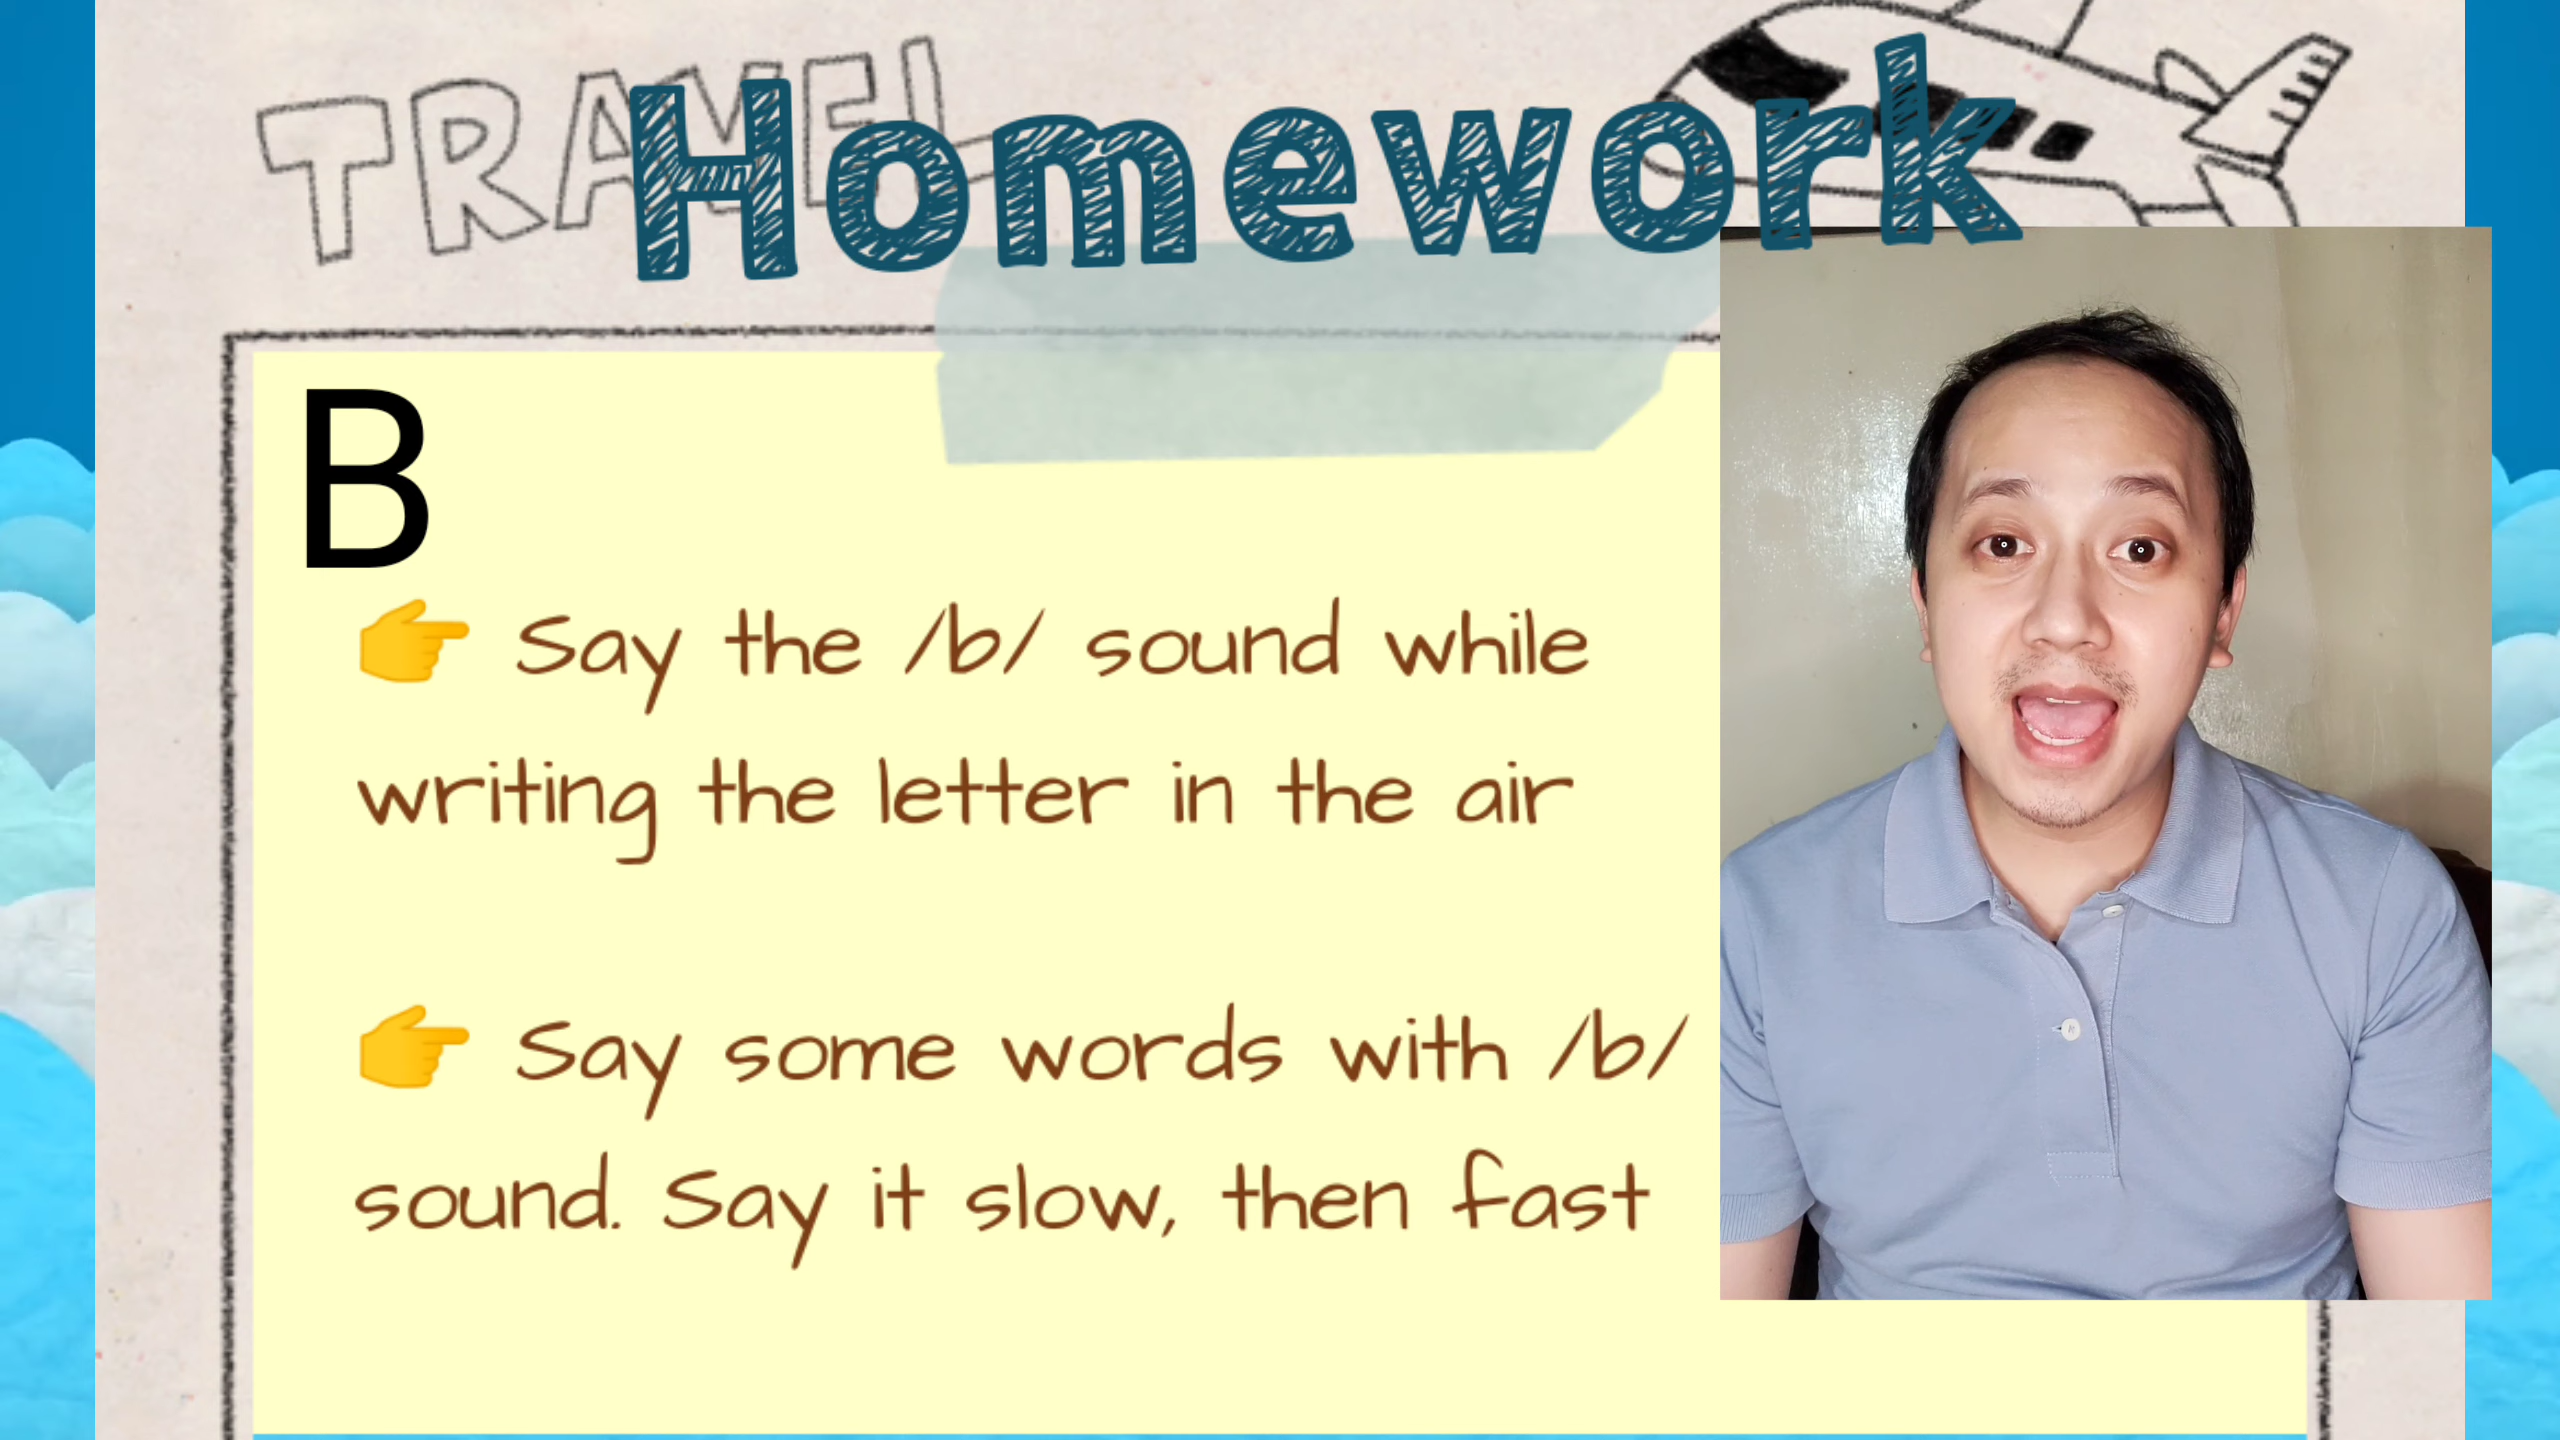 TRAVEL
Homework
B
👉 Say the /b/ sound while
writing the letter in the air
👉 Say some words with /b/
sound. Say it slow, then fast